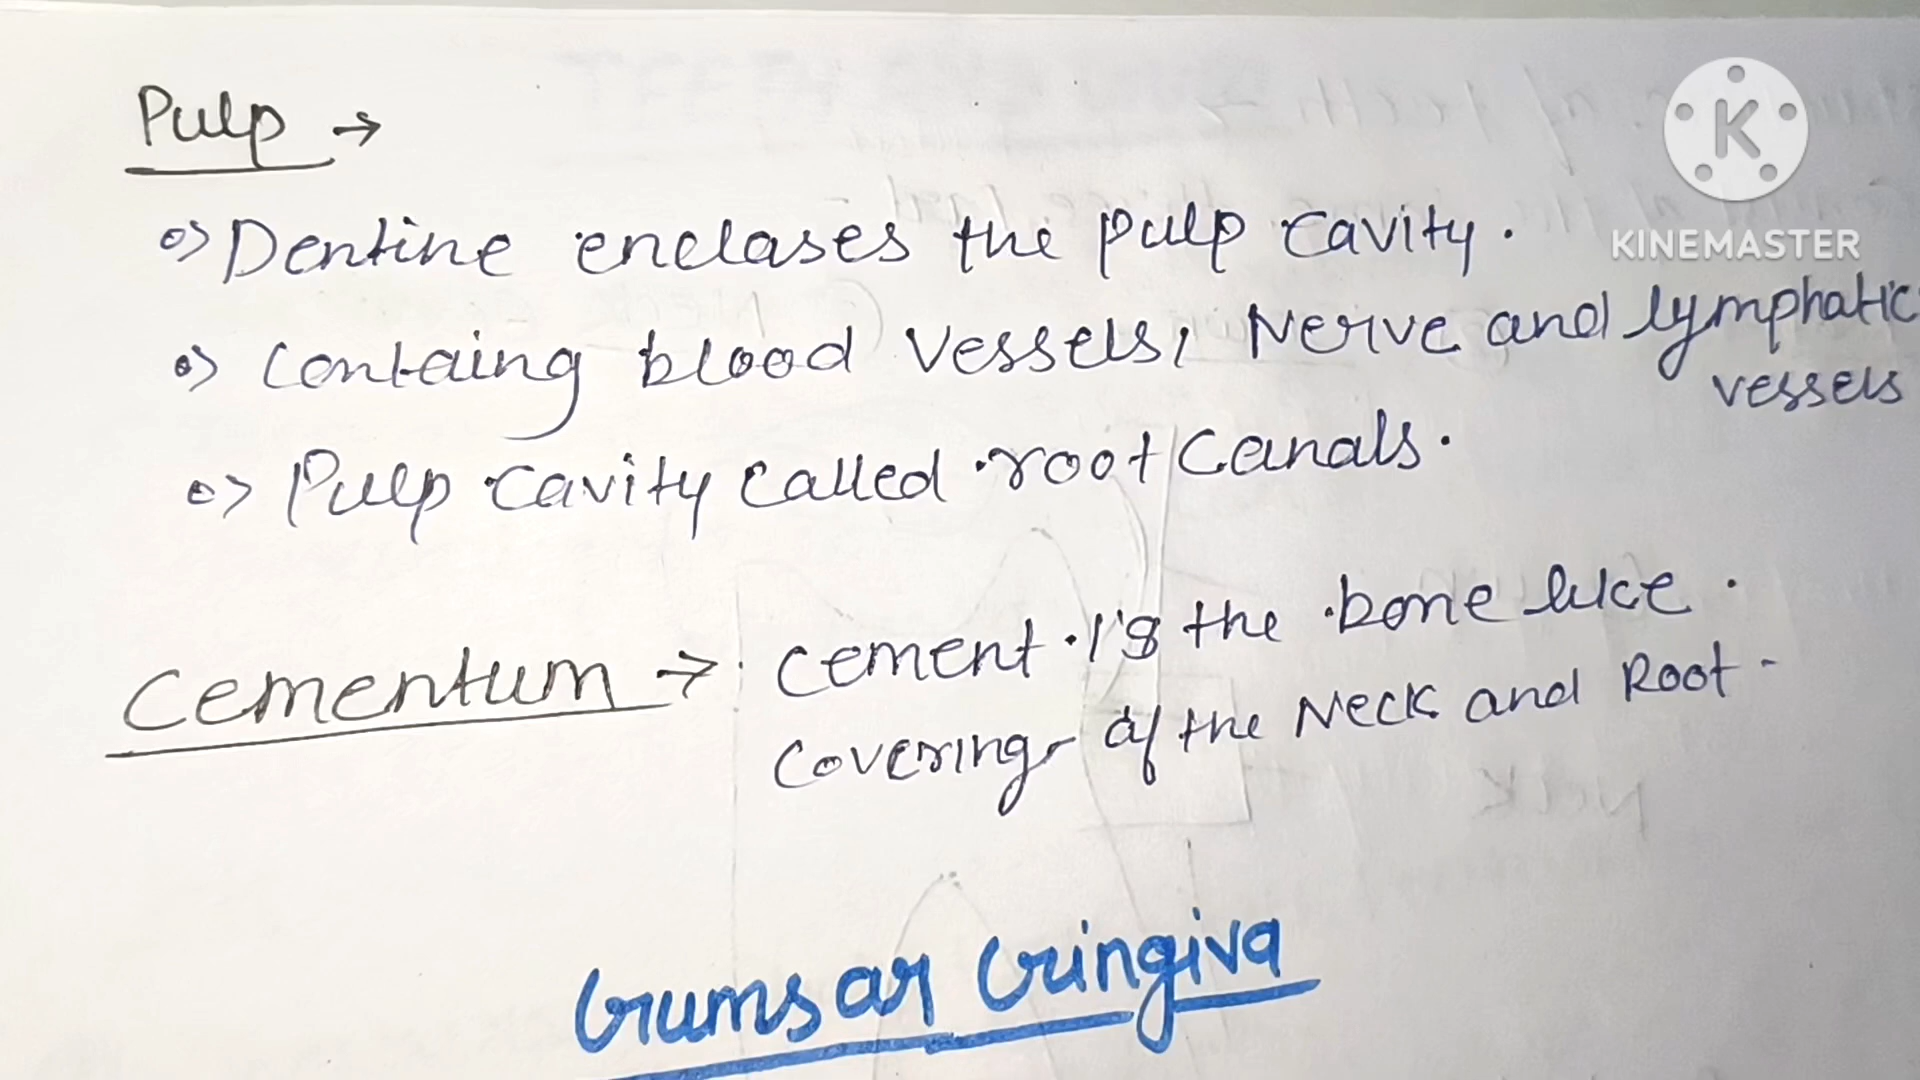 Pulp →
⇒ Dentine enclases the pulp cavity.
⇒ Containg blood vessels, Nerve and lymphatic
vessels
⇒ Pulp cavity called root canals.
Cementum → Cement is the bone like
covering of the Neck and Root
Gums or Gingiva
KINEMASTER